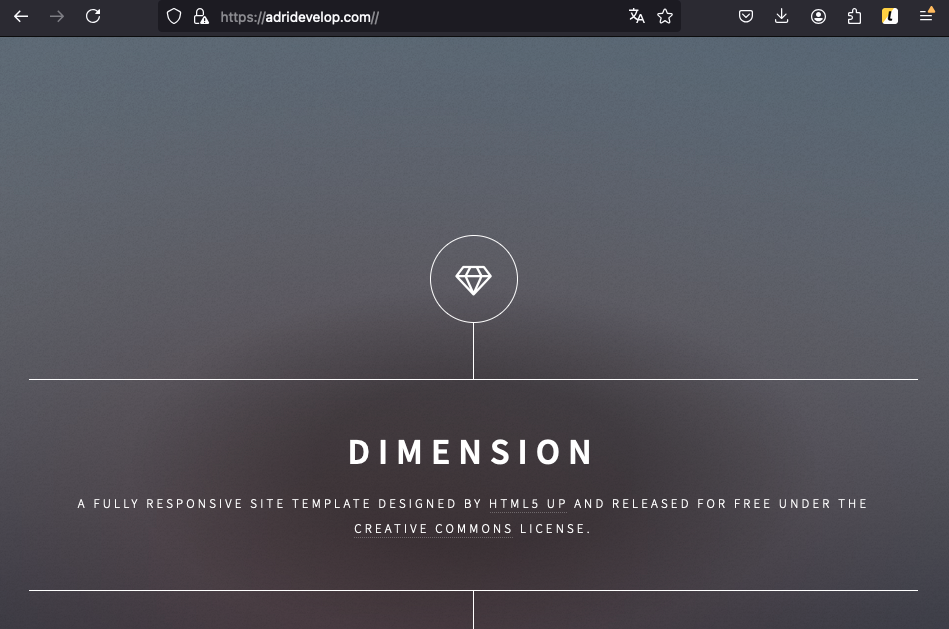 https://adridevelop.com//
DIMENSION
A FULLY RESPONSIVE SITE TEMPLATE DESIGNED BY HTML5 UP AND RELEASED FOR FREE UNDER THE
CREATIVE COMMONS LICENSE.